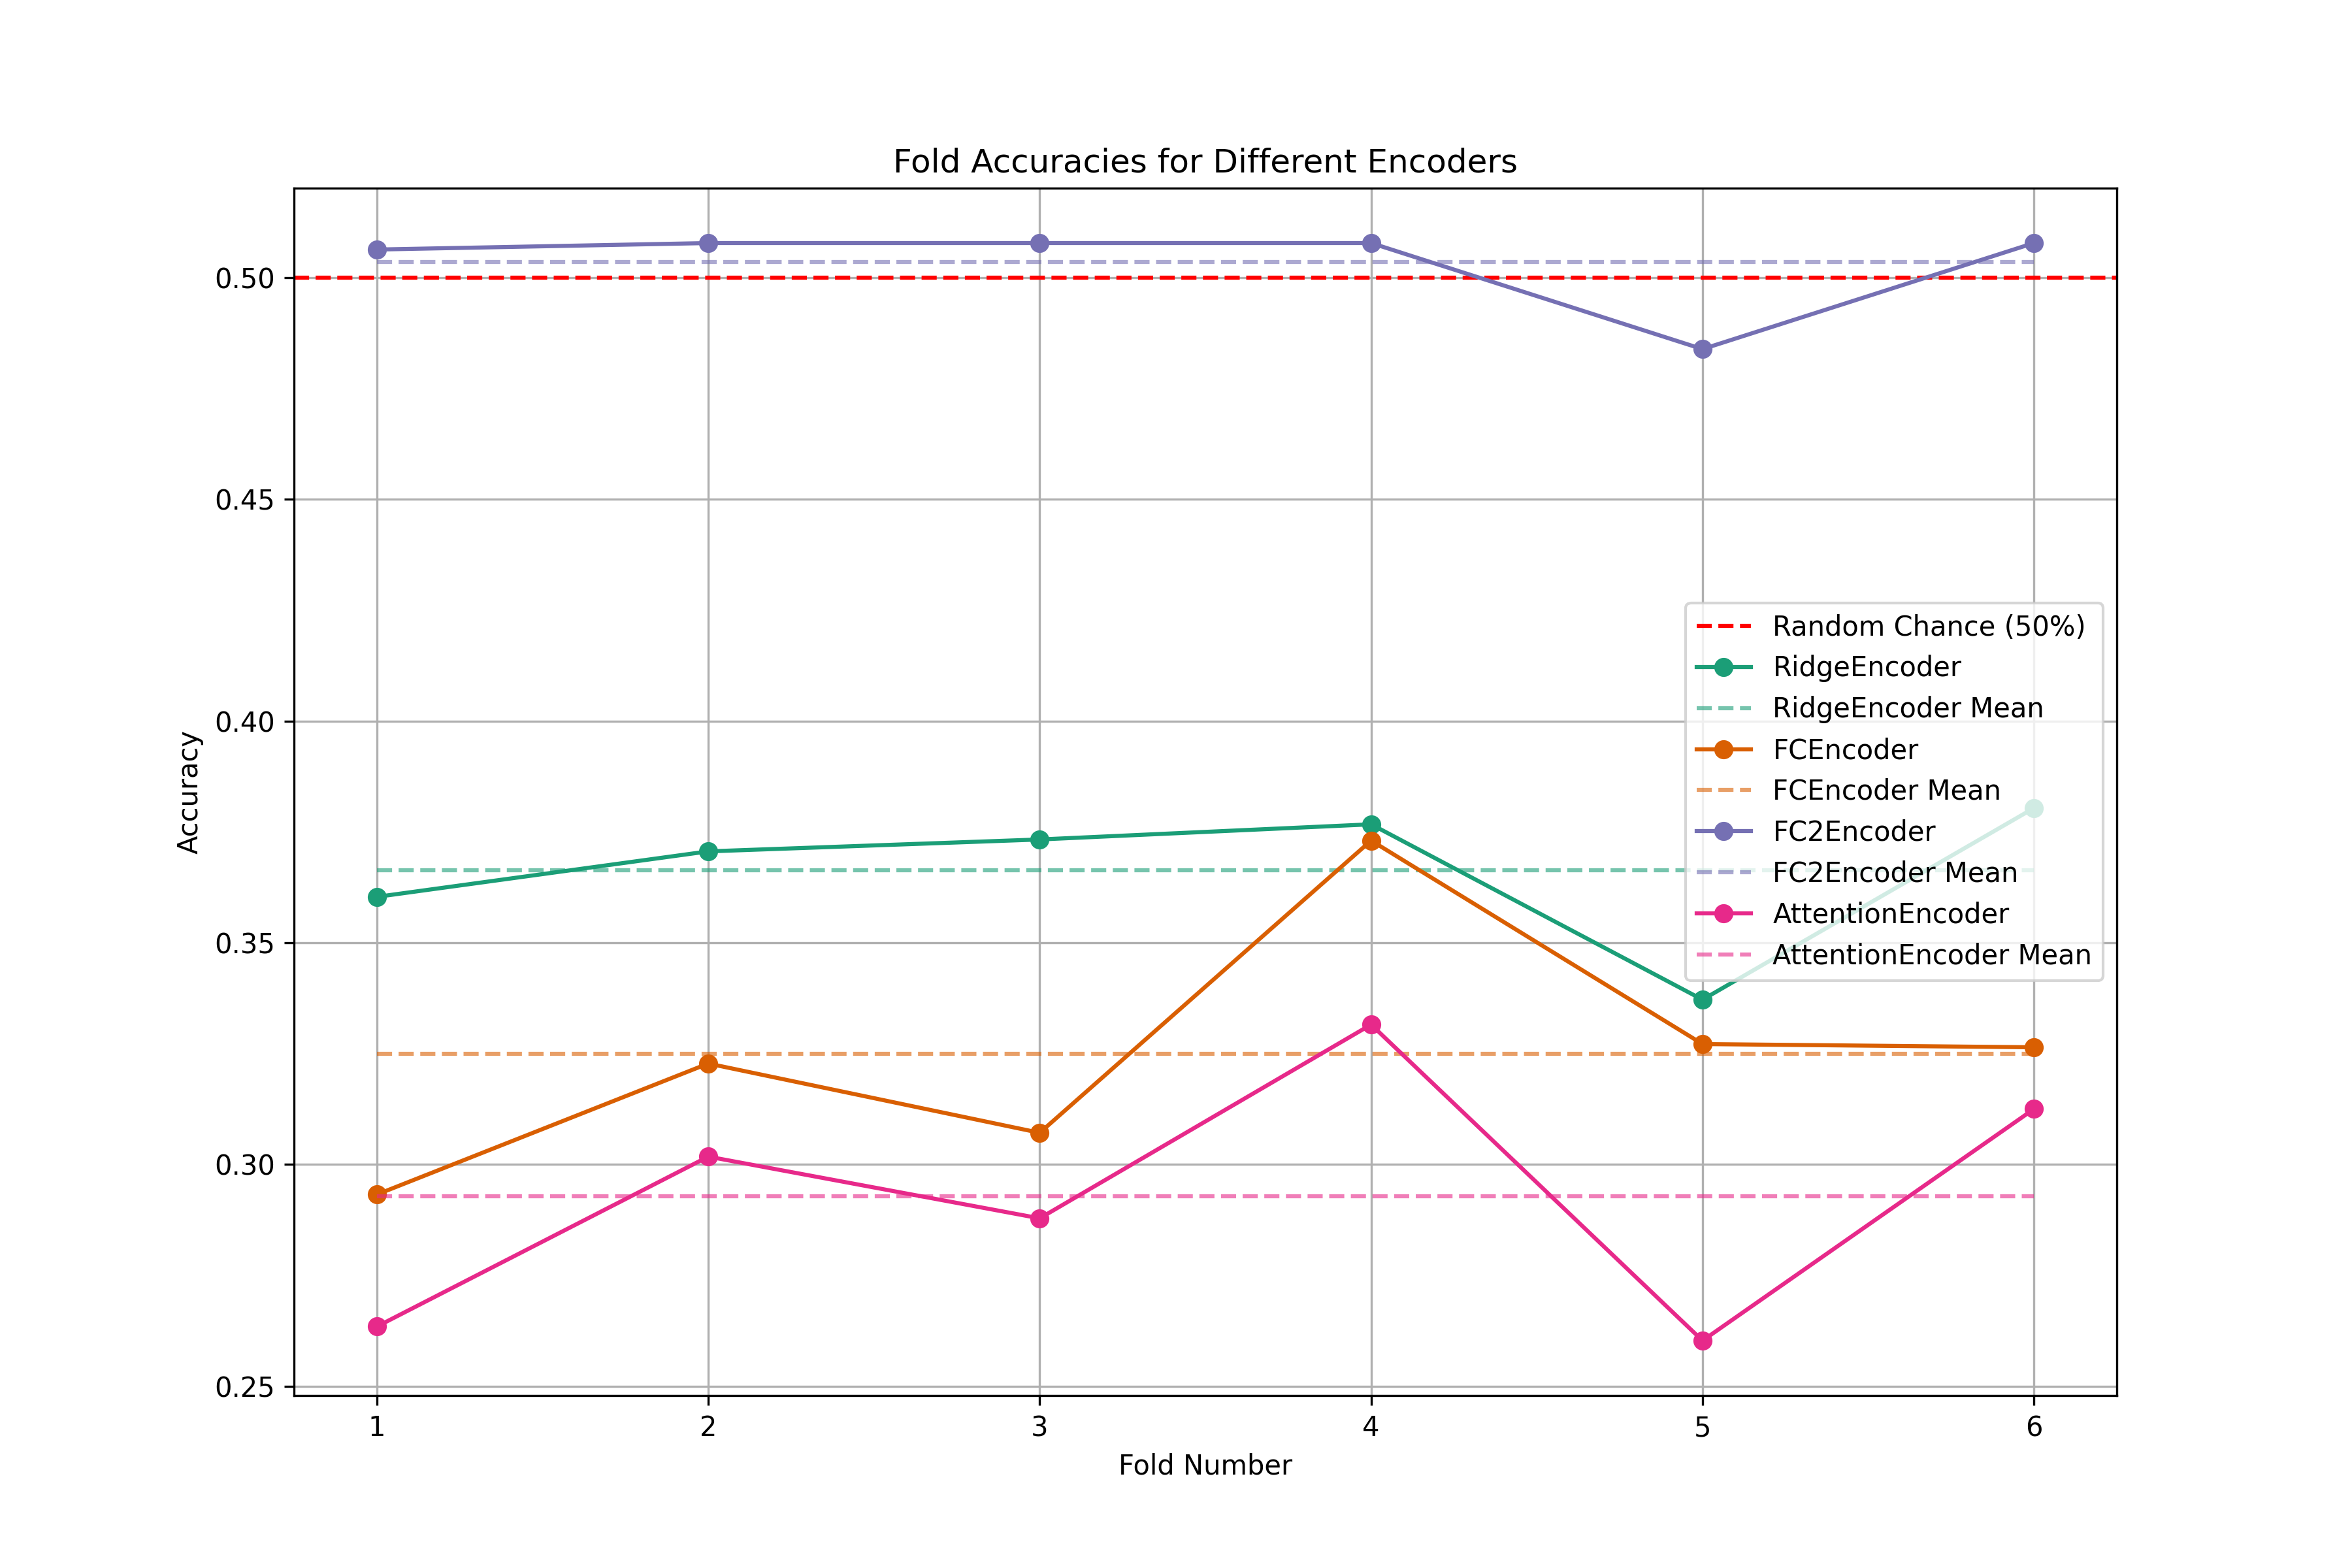 Fold Accuracies for Different Encoders
0.50
0.45
0.40
0.35
0.30
0.25
Accuracy
Random Chance (50%)
RidgeEncoder
RidgeEncoder Mean
FCEncoder
FCEncoder Mean
FC2Encoder
FC2Encoder Mean
AttentionEncoder
AttentionEncoder Mean
1 2 3 4 5 6
Fold Number